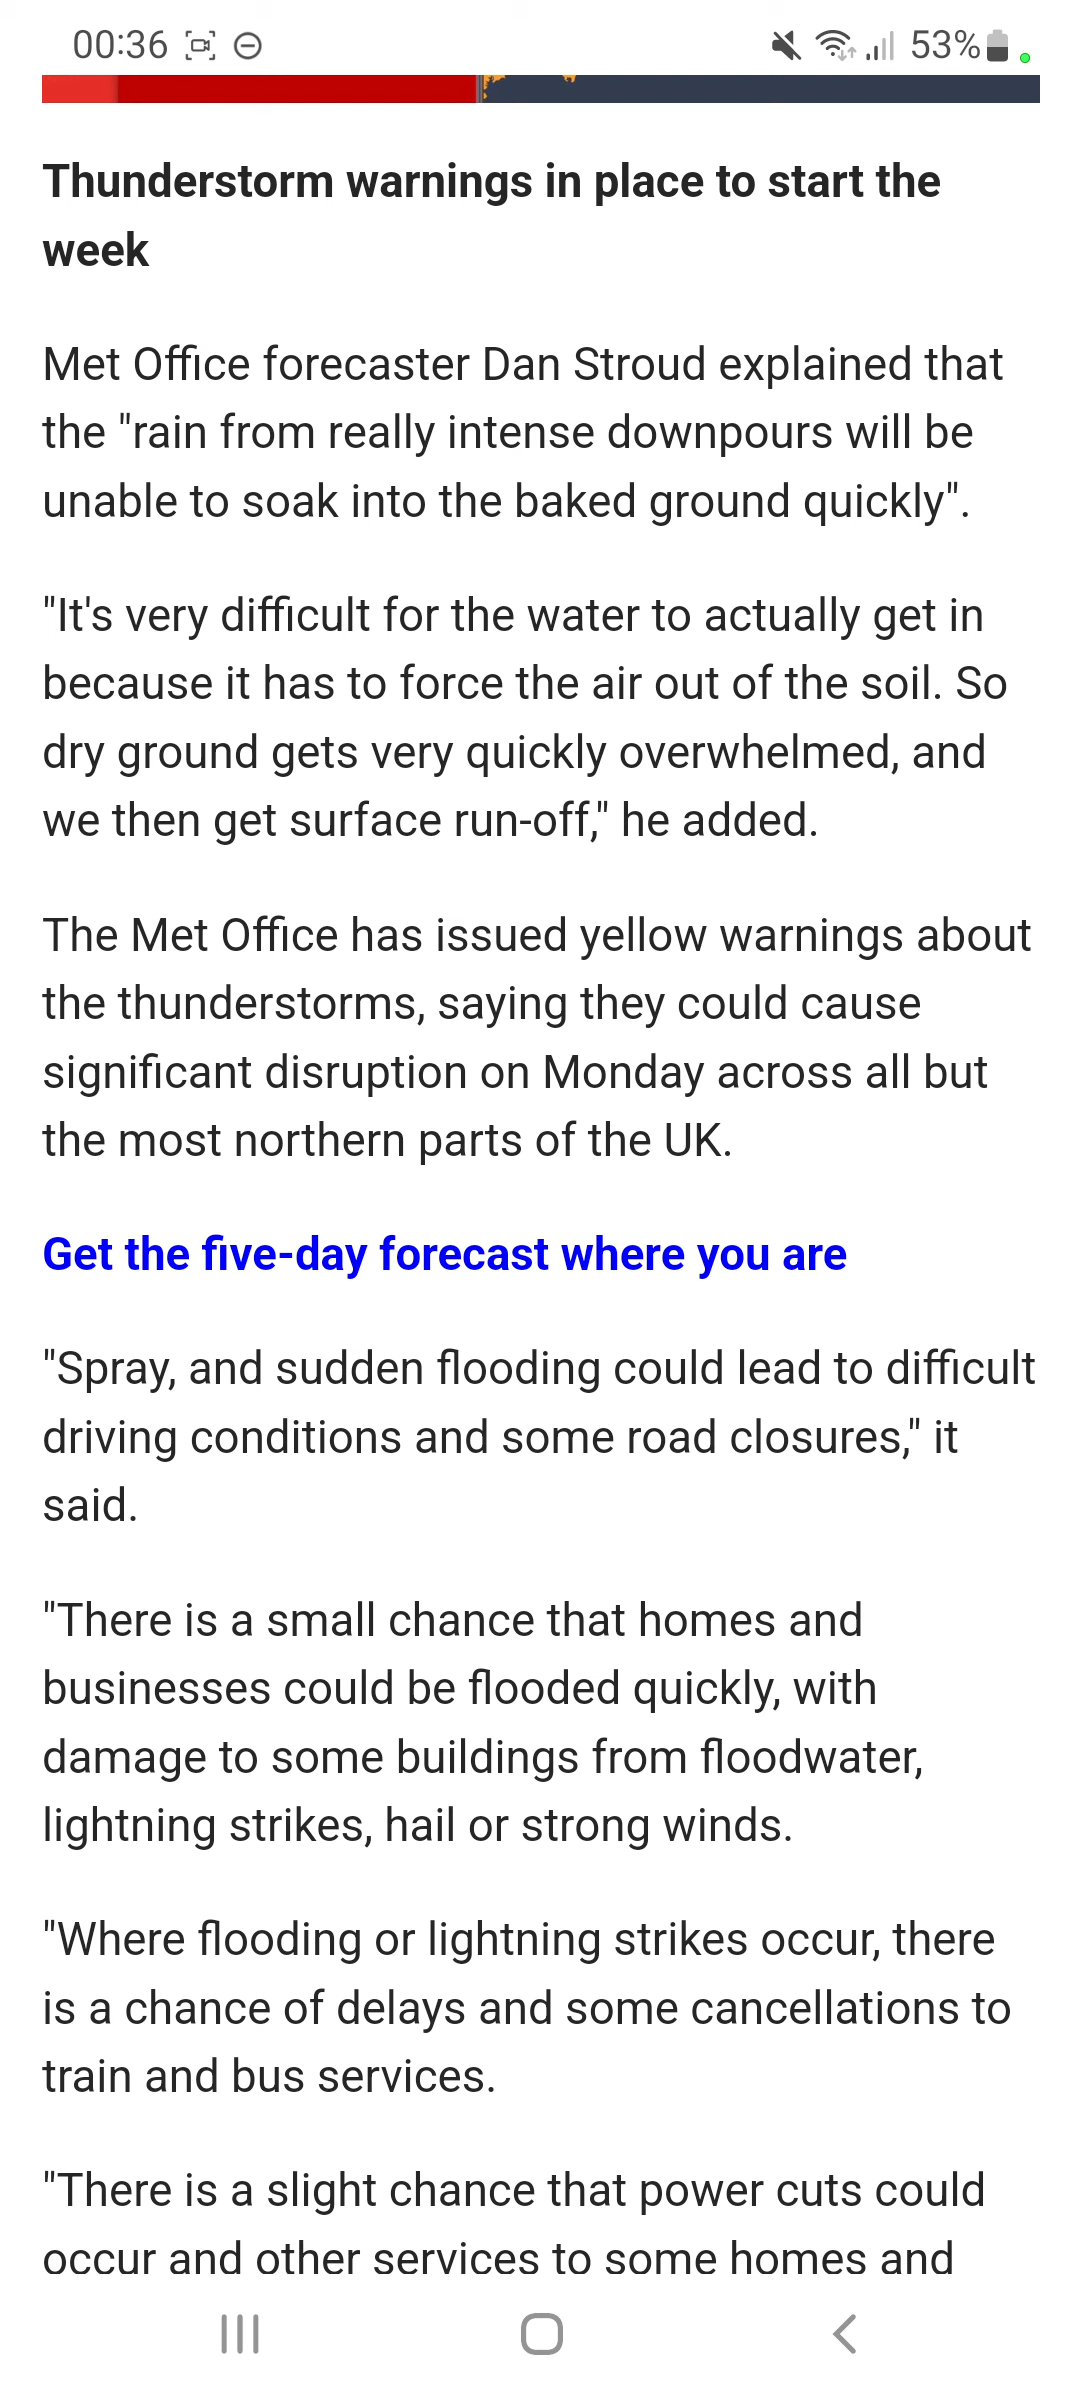 00:36
53%
Thunderstorm warnings in place to start the
week
Met Office forecaster Dan Stroud explained that
the "rain from really intense downpours will be
unable to soak into the baked ground quickly".
"It's very difficult for the water to actually get in
because it has to force the air out of the soil. So
dry ground gets very quickly overwhelmed, and
we then get surface run-off," he added.
The Met Office has issued yellow warnings about
the thunderstorms, saying they could cause
significant disruption on Monday across all but
the most northern parts of the UK.
Get the five-day forecast where you are
"Spray, and sudden flooding could lead to difficult
driving conditions and some road closures," it
said.
"There is a small chance that homes and
businesses could be flooded quickly, with
damage to some buildings from floodwater,
lightning strikes, hail or strong winds.
"Where flooding or lightning strikes occur, there
is a chance of delays and some cancellations to
train and bus services.
"There is a slight chance that power cuts could
occur and other services to some homes and